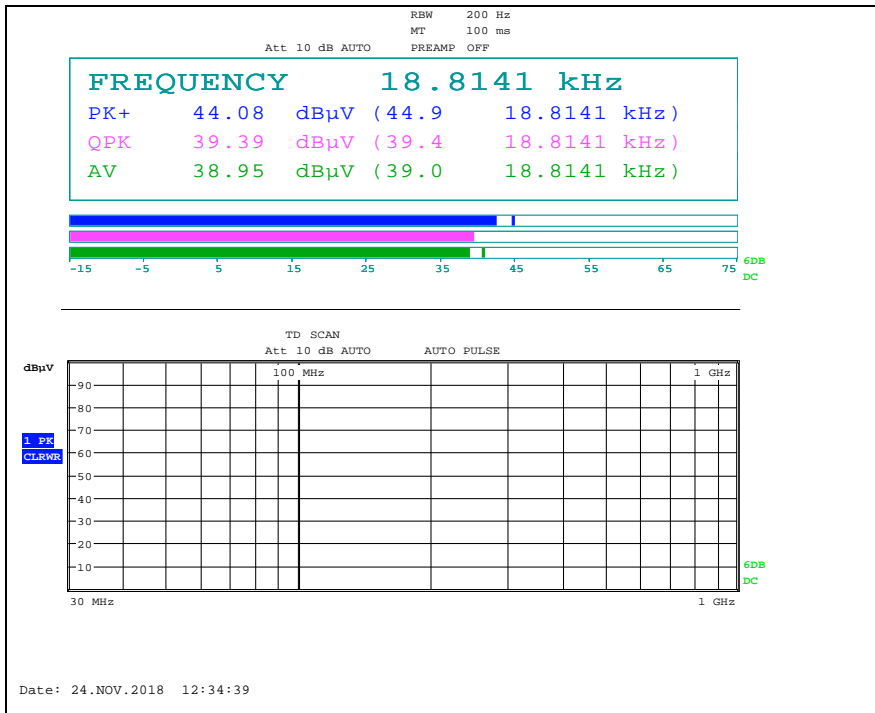 RBW 200 Hz
MT 100 ms
Att 10 dB AUTO PREAMP OFF
FREQUENCY 18.8141 kHz
PK+ 44.08 dBµV (44.9 18.8141 kHz)
QPK 39.39 dBµV (39.4 18.8141 kHz)
AV 38.95 dBµV (39.0 18.8141 kHz)
-15 -5 5 15 25 35 45 55 65 75
6DB
DC
TD SCAN
Att 10 dB AUTO AUTO PULSE
dBµV
100 MHz 1 GHz
90
80
70
1 PK
CLRWR
60
50
40
30
20
10
6DB
DC
30 MHz 1 GHz
Date: 24.NOV.2018 12:34:39